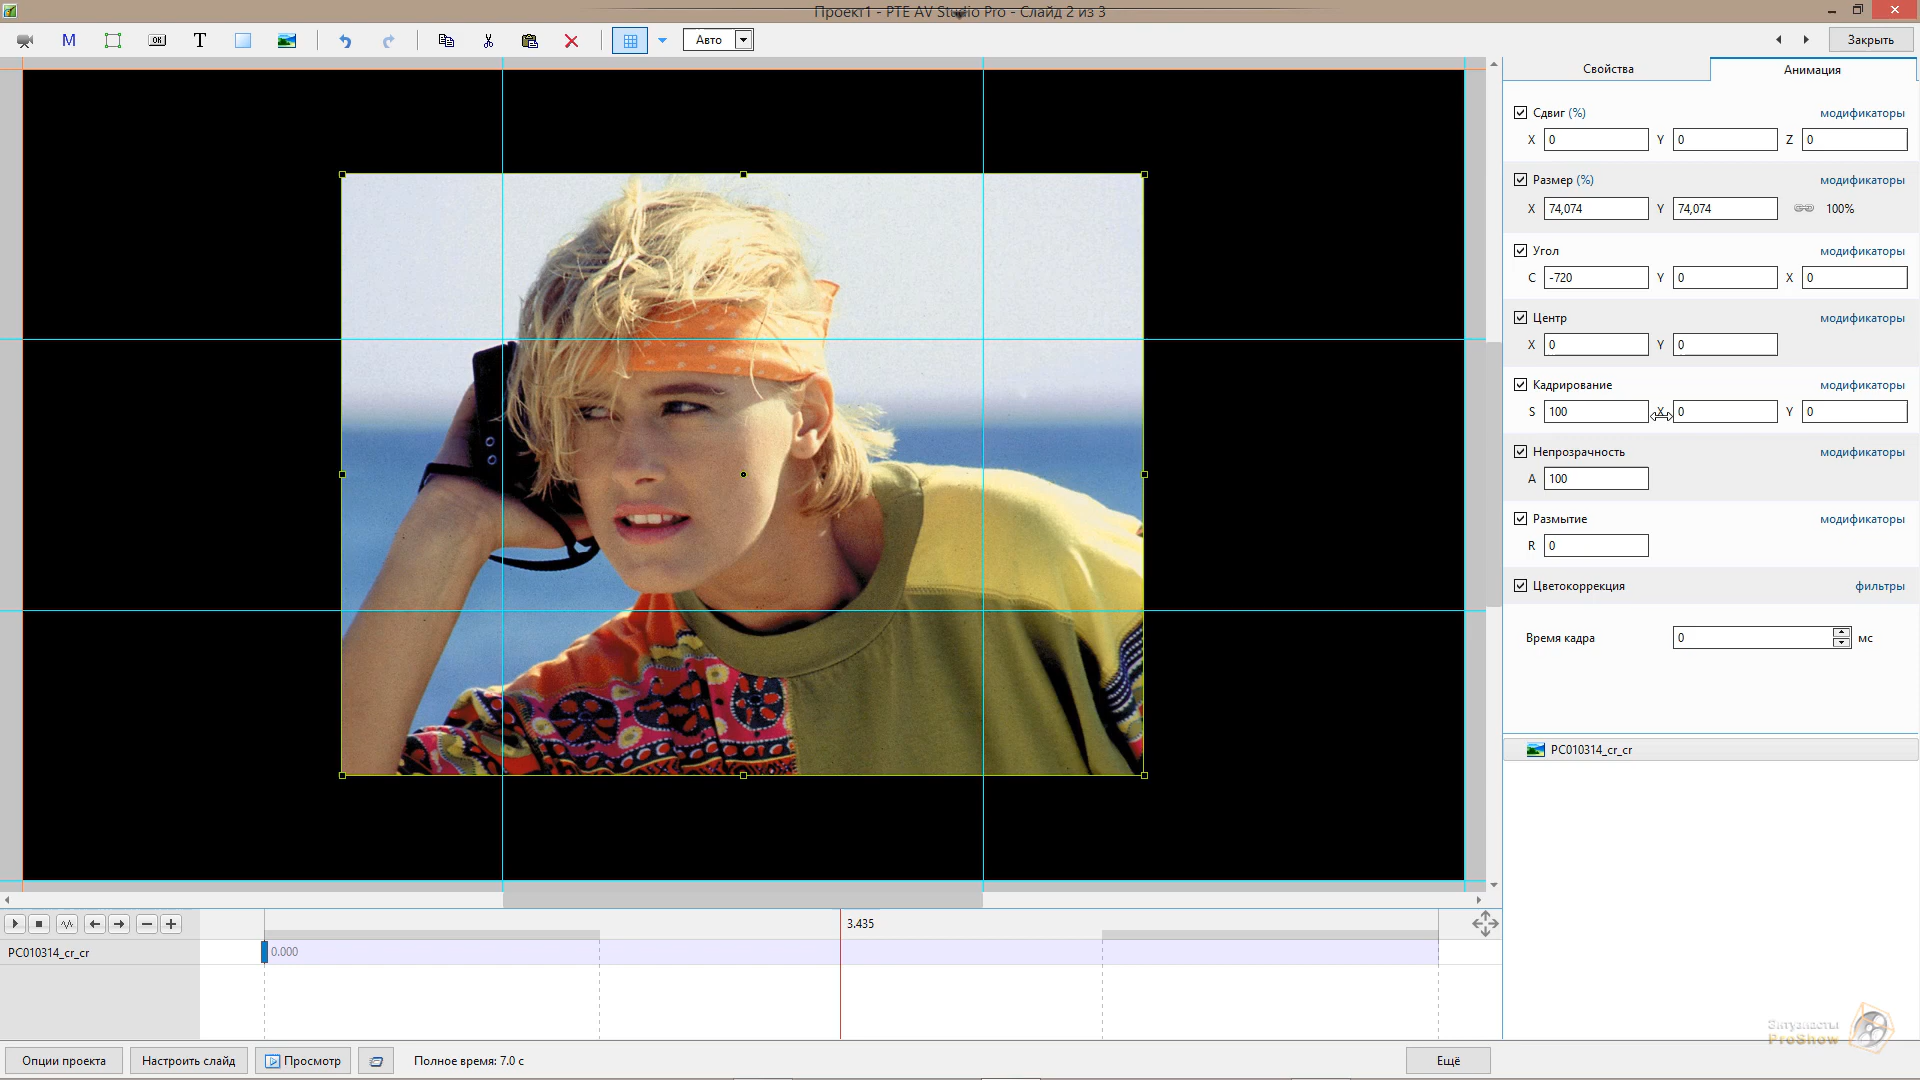 Проект1 - PTE AV Studio Pro - Слайд 2 из 3
M OK T Авто Закрыть
Свойства Анимация
Сдвиг (%) модификаторы
X 0 Y 0 Z 0
Размер (%) модификаторы
X 74,074 Y 74,074 100%
Угол модификаторы
C -720 Y 0 X 0
Центр модификаторы
X 0 Y 0
Кадрирование модификаторы
S 100 X 0 Y 0
Непрозрачность модификаторы
A 100
Размытие модификаторы
R 0
Цветокоррекция фильтры
Время кадра 0 мс
PC010314_cr_cr
3.435
PC010314_cr_cr 0.000
Энтузиасты
ProShow
Опции проекта Настроить слайд Просмотр Полное время: 7.0 с Ещё